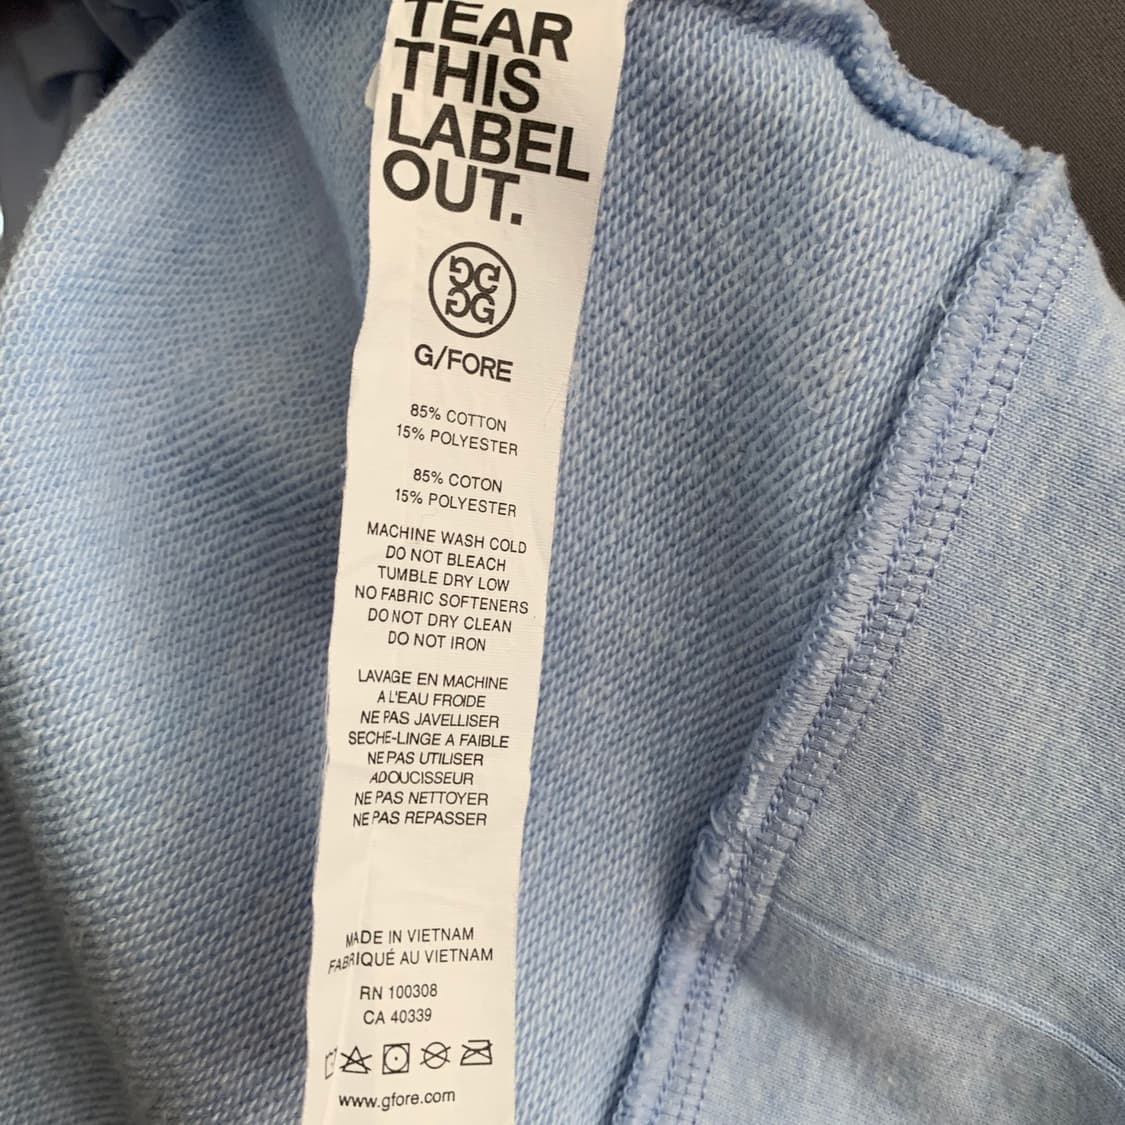 TEAR
THIS
LABEL
OUT.
G/FORE
85% COTTON
15% POLYESTER
85% COTON
15% POLYESTER
MACHINE WASH COLD
DO NOT BLEACH
TUMBLE DRY LOW
NO FABRIC SOFTENERS
DO NOT DRY CLEAN
DO NOT IRON
LAVAGE EN MACHINE
A L'EAU FROIDE
NE PAS JAVELLISER
SECHE-LINGE A FAIBLE
NE PAS UTILISER
ADOUCISSEUR
NE PAS NETTOYER
NE PAS REPASSER
MADE IN VIETNAM
FABRIQUÉ AU VIETNAM
RN 100308
CA 40339
www.gfore.com